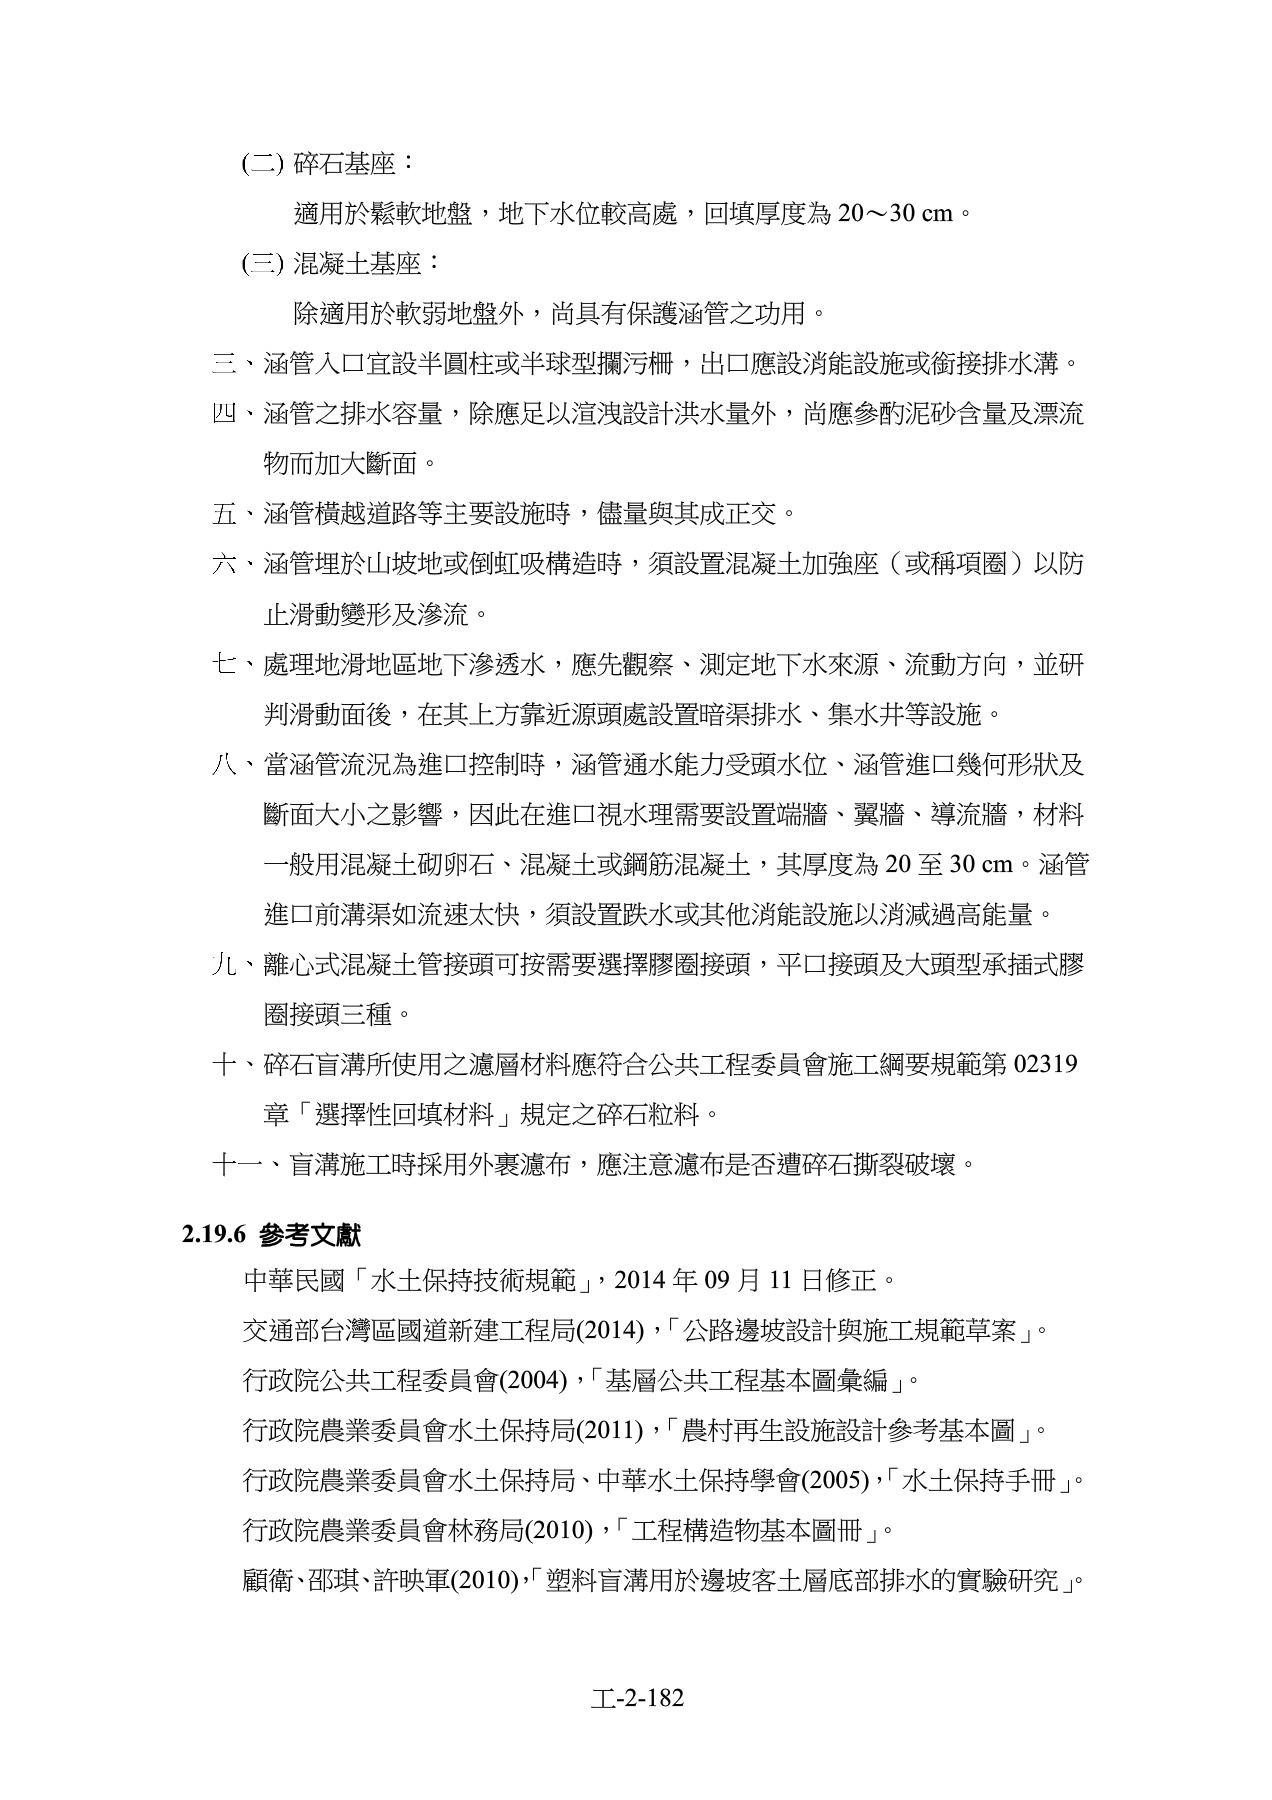 (二) 碎石基座：
適用於鬆軟地盤，地下水位較高處，回填厚度為 20～30 cm。
(三) 混凝土基座：
除適用於軟弱地盤外，尚具有保護涵管之功用。
三、涵管入口宜設半圓柱或半球型攔污柵，出口應設消能設施或銜接排水溝。
四、涵管之排水容量，除應足以渲洩設計洪水量外，尚應參酌泥砂含量及漂流
物而加大斷面。
五、涵管橫越道路等主要設施時，儘量與其成正交。
六、涵管埋於山坡地或倒虹吸構造時，須設置混凝土加強座（或稱項圈）以防
止滑動變形及滲流。
七、處理地滑地區地下滲透水，應先觀察、測定地下水來源、流動方向，並研
判滑動面後，在其上方靠近源頭處設置暗渠排水、集水井等設施。
八、當涵管流況為進口控制時，涵管通水能力受頭水位、涵管進口幾何形狀及
斷面大小之影響，因此在進口視水理需要設置端牆、翼牆、導流牆，材料
一般用混凝土砌卵石、混凝土或鋼筋混凝土，其厚度為 20 至 30 cm。涵管
進口前溝渠如流速太快，須設置跌水或其他消能設施以消減過高能量。
九、離心式混凝土管接頭可按需要選擇膠圈接頭，平口接頭及大頭型承插式膠
圈接頭三種。
十、碎石盲溝所使用之濾層材料應符合公共工程委員會施工綱要規範第 02319
章「選擇性回填材料」規定之碎石粒料。
十一、盲溝施工時採用外裹濾布，應注意濾布是否遭碎石撕裂破壞。
2.19.6 參考文獻
中華民國「水土保持技術規範」，2014 年 09 月 11 日修正。
交通部台灣區國道新建工程局(2014)，「公路邊坡設計與施工規範草案」。
行政院公共工程委員會(2004)，「基層公共工程基本圖彙編」。
行政院農業委員會水土保持局(2011)，「農村再生設施設計參考基本圖」。
行政院農業委員會水土保持局、中華水土保持學會(2005)，「水土保持手冊」。
行政院農業委員會林務局(2010)，「工程構造物基本圖冊」。
顧衛、邵琪、許映軍(2010)，「塑料盲溝用於邊坡客土層底部排水的實驗研究」。
工-2-182